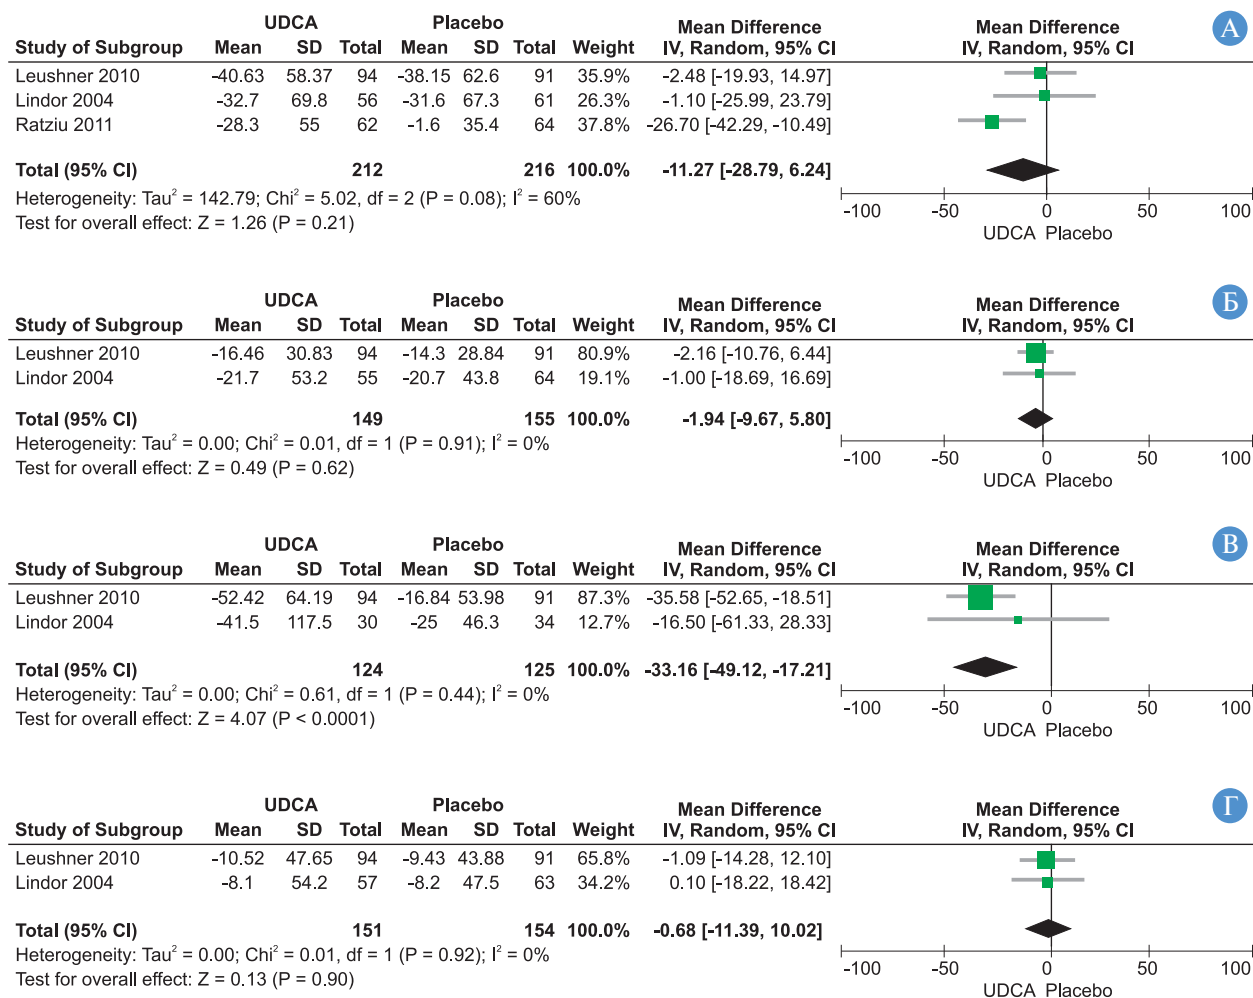 UDCA Placebo Mean Difference Mean Difference А
Study of Subgroup Mean SD Total Mean SD Total Weight IV, Random, 95% CI IV, Random, 95% CI
Leushner 2010 -40.63 58.37 94 -38.15 62.6 91 35.9% -2.48 [-19.93, 14.97]
Lindor 2004 -32.7 69.8 56 -31.6 67.3 61 26.3% -1.10 [-25.99, 23.79]
Ratziu 2011 -28.3 55 62 -1.6 35.4 64 37.8% -26.70 [-42.29, -10.49]
Total (95% CI) 212 216 100.0% -11.27 [-28.79, 6.24]
Heterogeneity: Tau² = 142.79; Chi² = 5.02, df = 2 (P = 0.08); I² = 60%
Test for overall effect: Z = 1.26 (P = 0.21)
-100 -50 0 50 100
UDCA Placebo
UDCA Placebo Mean Difference Mean Difference Б
Study of Subgroup Mean SD Total Mean SD Total Weight IV, Random, 95% CI IV, Random, 95% CI
Leushner 2010 -16.46 30.83 94 -14.3 28.84 91 80.9% -2.16 [-10.76, 6.44]
Lindor 2004 -21.7 53.2 55 -20.7 43.8 64 19.1% -1.00 [-18.69, 16.69]
Total (95% CI) 149 155 100.0% -1.94 [-9.67, 5.80]
Heterogeneity: Tau² = 0.00; Chi² = 0.01, df = 1 (P = 0.91); I² = 0%
Test for overall effect: Z = 0.49 (P = 0.62)
-100 -50 0 50 100
UDCA Placebo
UDCA Placebo Mean Difference Mean Difference В
Study of Subgroup Mean SD Total Mean SD Total Weight IV, Random, 95% CI IV, Random, 95% CI
Leushner 2010 -52.42 64.19 94 -16.84 53.98 91 87.3% -35.58 [-52.65, -18.51]
Lindor 2004 -41.5 117.5 30 -25 46.3 34 12.7% -16.50 [-61.33, 28.33]
Total (95% CI) 124 125 100.0% -33.16 [-49.12, -17.21]
Heterogeneity: Tau² = 0.00; Chi² = 0.61, df = 1 (P = 0.44); I² = 0%
Test for overall effect: Z = 4.07 (P < 0.0001)
-100 -50 0 50 100
UDCA Placebo
UDCA Placebo Mean Difference Mean Difference Г
Study of Subgroup Mean SD Total Mean SD Total Weight IV, Random, 95% CI IV, Random, 95% CI
Leushner 2010 -10.52 47.65 94 -9.43 43.88 91 65.8% -1.09 [-14.28, 12.10]
Lindor 2004 -8.1 54.2 57 -8.2 47.5 63 34.2% 0.10 [-18.22, 18.42]
Total (95% CI) 151 154 100.0% -0.68 [-11.39, 10.02]
Heterogeneity: Tau² = 0.00; Chi² = 0.01, df = 1 (P = 0.92); I² = 0%
Test for overall effect: Z = 0.13 (P = 0.90)
-100 -50 0 50 100
UDCA Placebo